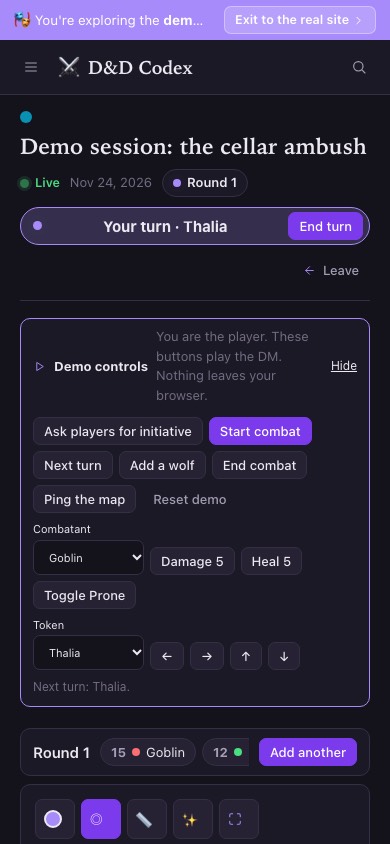 You're exploring the dem...
Exit to the real site
D&D Codex
Demo session: the cellar ambush
Live Nov 24, 2026 Round 1
Your turn · Thalia End turn
← Leave
Demo controls
You are the player. These
buttons play the DM.
Nothing leaves your
browser.
Hide
Ask players for initiative Start combat
Next turn Add a wolf End combat
Ping the map Reset demo
Combatant
Goblin Damage 5 Heal 5
Toggle Prone
Token
Thalia ← → ↑ ↓
Next turn: Thalia.
Round 1 15 Goblin 12 Add another